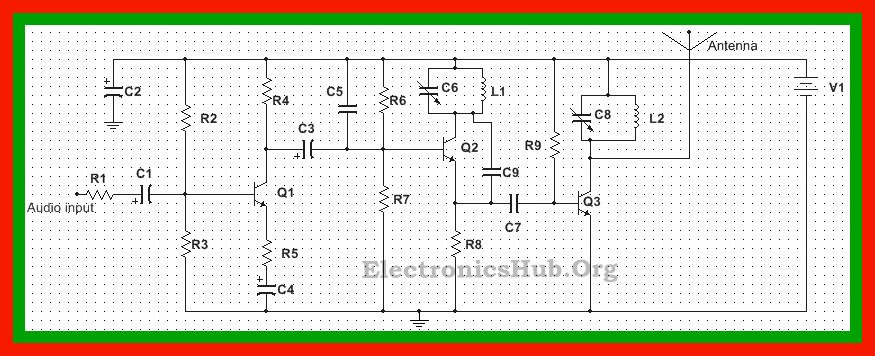 Antenna
C2
R2
R4
C5
R6
C6
L1
C8
L2
V1
C3
Q2
R9
R1
C1
Q1
C9
Q3
Audio input
R7
C7
R3
R5
R8
C4
ElectronicsHub.Org